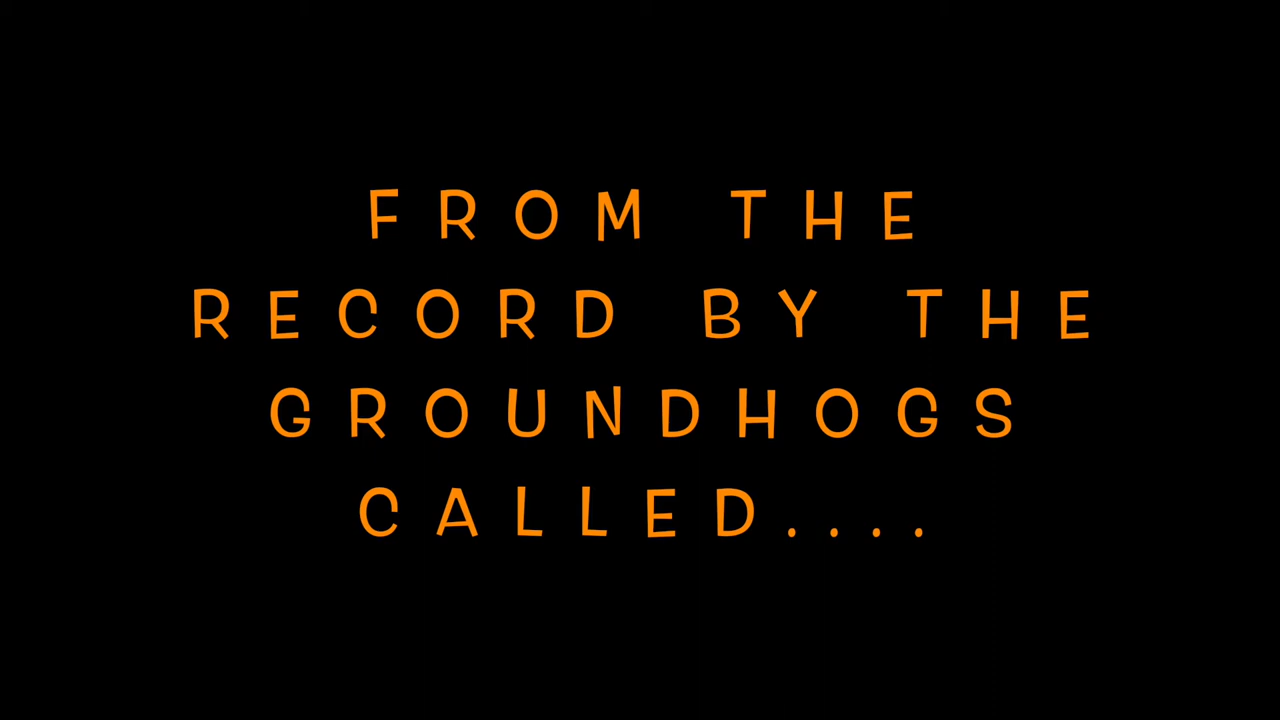 FROM THE
RECORD BY THE
GROUNDHOGS
CALLED....